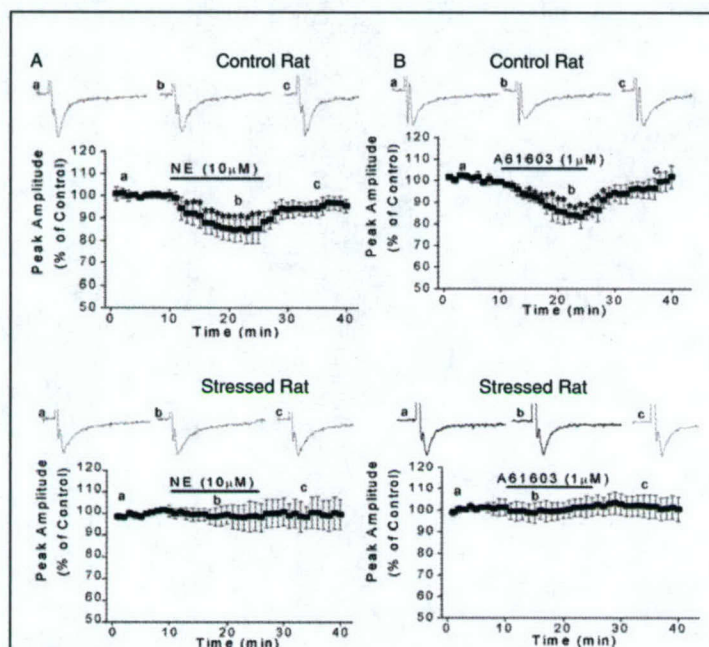 A
Control Rat
a b c
Peak Amplitude
(% of Control)
120
110
100
90
80
70
60
50
NE (10µM)
a
b
c
0 10 20 30 40
Time (min)
B
Control Rat
a b c
Peak Amplitude
(% of Control)
120
110
100
90
80
70
60
50
A61603 (1µM)
a
b
c
0 10 20 30 40
Time (min)
Stressed Rat
a b c
Peak Amplitude
(% of Control)
120
110
100
90
80
70
60
50
NE (10µM)
a
b
c
0 10 20 30 40
Time (min)
Stressed Rat
a b c
Peak Amplitude
(% of Control)
120
110
100
90
80
70
60
50
A61603 (1µM)
a
b
c
0 10 20 30 40
Time (min)